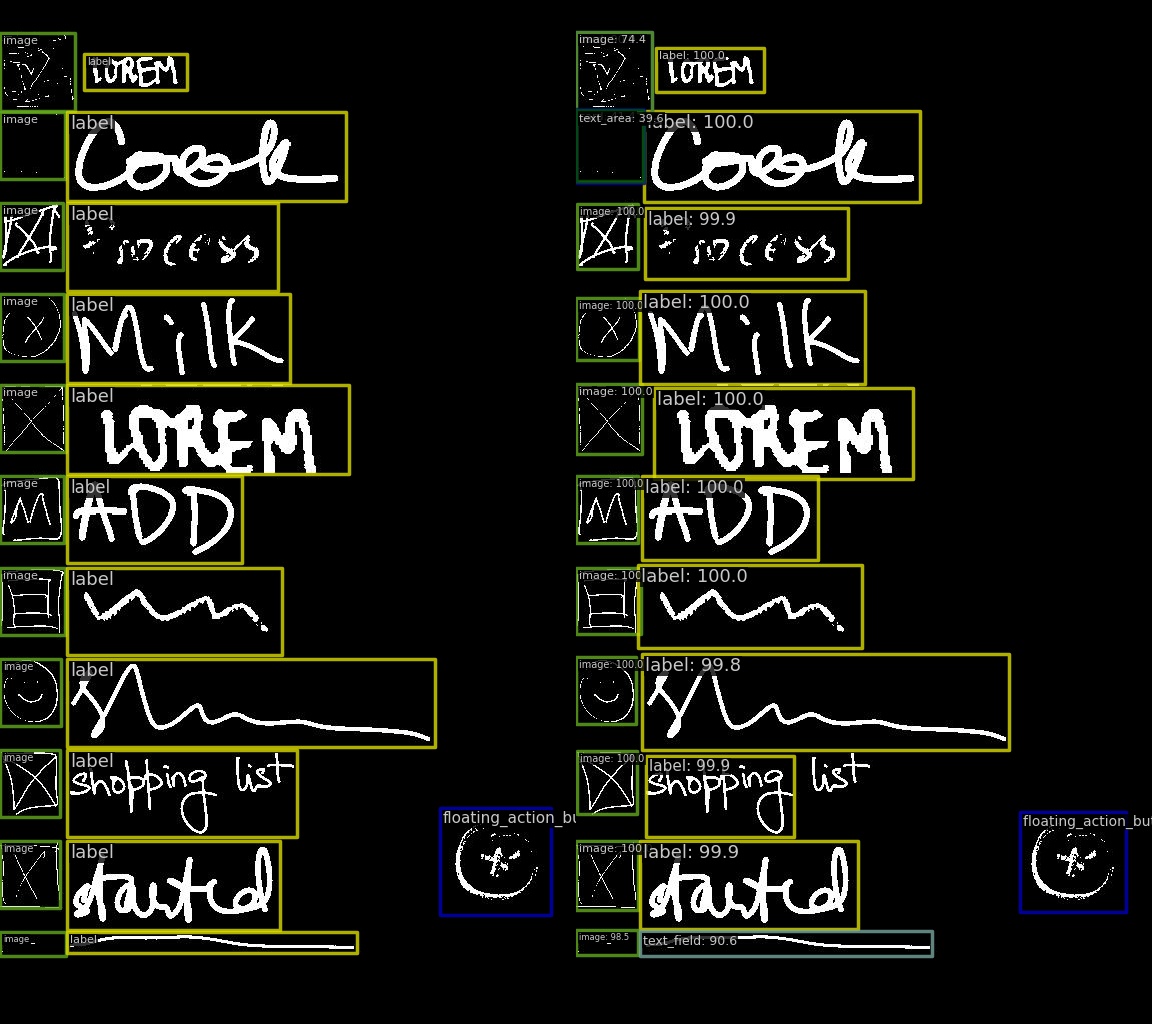 image
label
LOREM
image: 74.4
label: 100.0
LOREM
image
label
Cook
text_area: 39.6
label: 100.0
Cook
image
label
Process
image: 100.0
label: 99.9
Process
image
label
Milk
image: 100.0
label: 100.0
Milk
image
label
LOREM
image: 100.0
label: 100.0
LOREM
image
label
ADD
image: 100.0
label: 100.0
ADD
image
label
image: 100
label: 100.0
image
label
image: 100.0
label: 99.8
image
label
shopping list
image: 100.0
label: 99.9
shopping list
floating_action_bu
floating_action_but
image
label
started
image: 100
label: 99.9
started
image
label
image: 98.5
text_field: 90.6